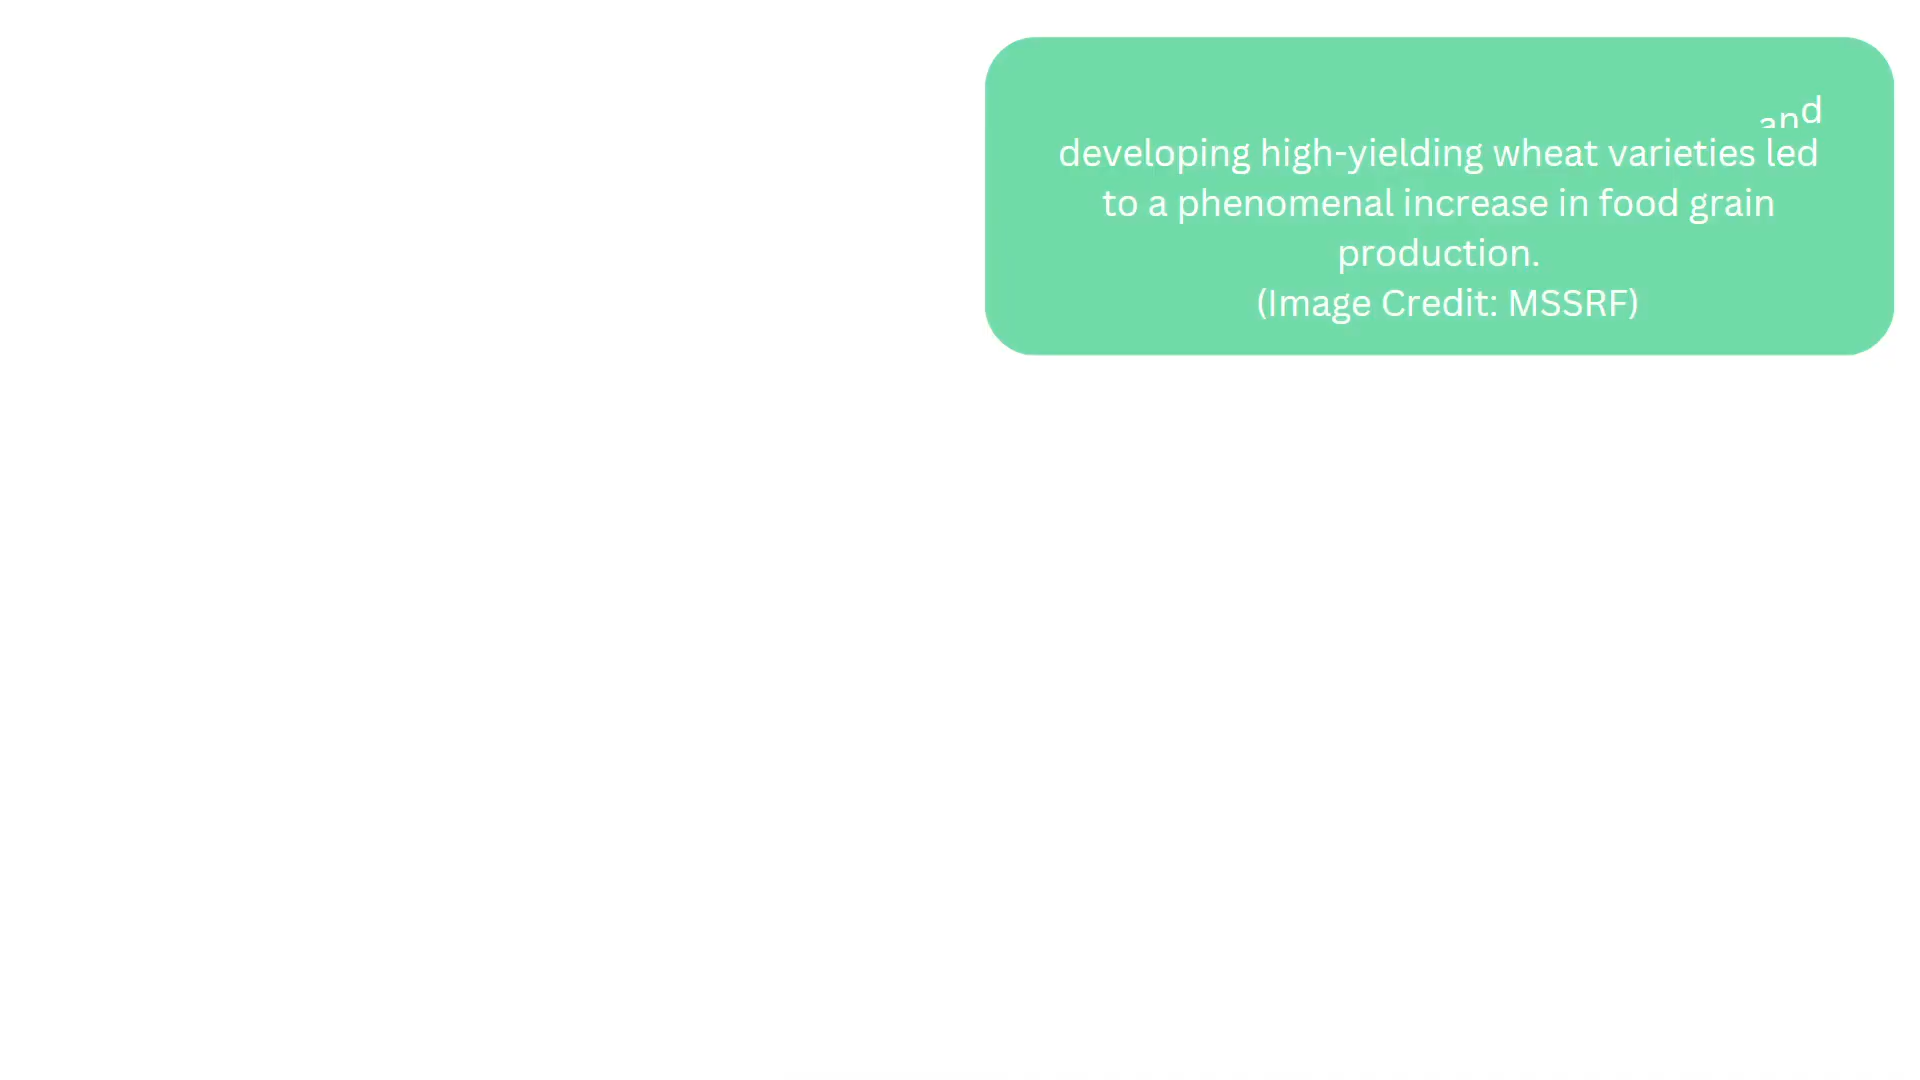 and
developing high-yielding wheat varieties led
to a phenomenal increase in food grain
production.
(Image Credit: MSSRF)